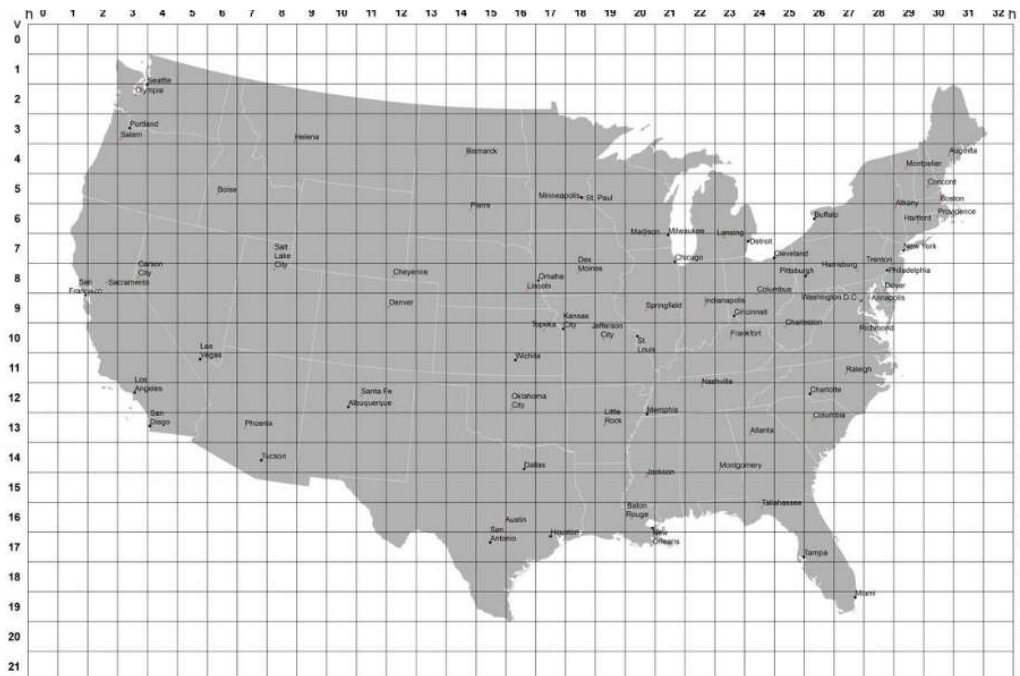 h 0 1 2 3 4 5 6 7 8 9 10 11 12 13 14 15 16 17 18 19 20 21 22 23 24 25 26 27 28 29 30 31 32 h
v
0
1
Seattle
Olympia
2
Portland
Salem
3
Helena
4
Bismarck
Montpelier
5
Boise
Minneapolis
St. Paul
Concord
6
Pierre
Albany
Boston
Buffalo
Hartford
Providence
7
Madison
Milwaukee
Lansing
Detroit
New York
Salt
Lake
City
Chicago
Cleveland
Trenton
8
Carson
City
Cheyenne
Des
Moines
Omaha
Lincoln
Pittsburgh
Harrisburg
Philadelphia
San
Francisco
Sacramento
Columbus
Dover
9
Denver
Springfield
Indianapolis
Cincinnati
Washington D.C.
Annapolis
Topeka
Kansas
City
Jefferson
City
Charleston
Richmond
10
Frankfort
St.
Louis
Las
Vegas
Wichita
11
Raleigh
Los
Angeles
Nashville
12
Santa Fe
Albuquerque
Oklahoma
City
Charlotte
San
Diego
Little
Rock
Memphis
Columbia
13
Phoenix
Atlanta
14
Tucson
Dallas
Montgomery
15
Jackson
Tallahassee
16
Austin
Baton
Rouge
San
Antonio
Houston
New
Orleans
17
Tampa
18
19
Miami
20
21